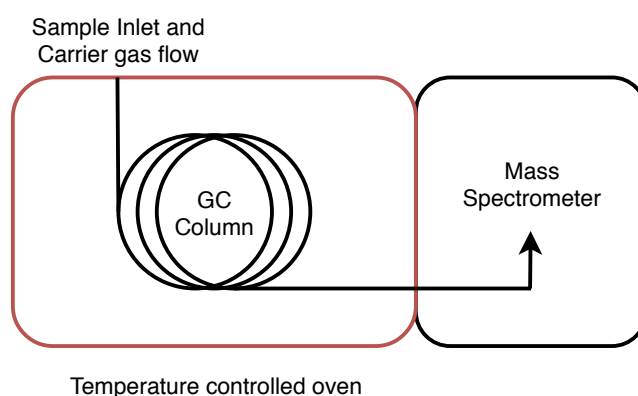 Sample Inlet and
Carrier gas flow
GC
Column
Mass
Spectrometer
Temperature controlled oven